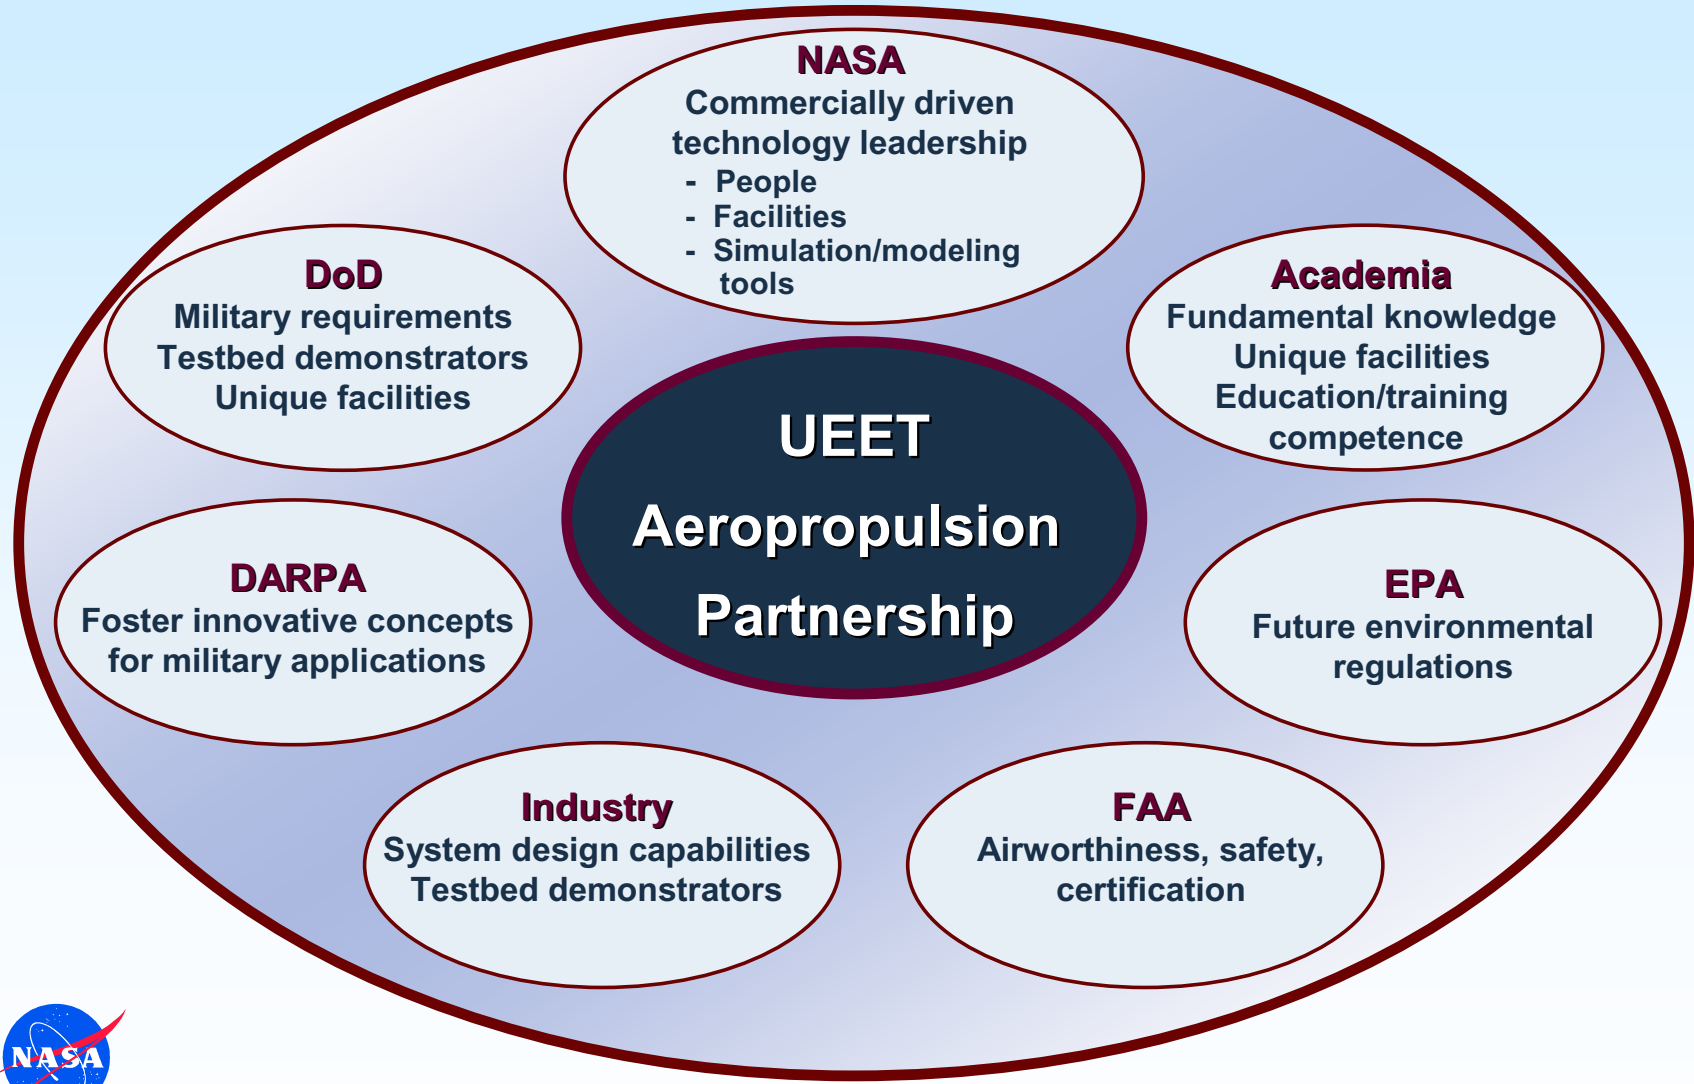 NASA
Commercially driven
technology leadership
- People
- Facilities
- Simulation/modeling
tools
DoD
Military requirements
Testbed demonstrators
Unique facilities
Academia
Fundamental knowledge
Unique facilities
Education/training
competence
UEET
Aeropropulsion
Partnership
DARPA
Foster innovative concepts
for military applications
EPA
Future environmental
regulations
Industry
System design capabilities
Testbed demonstrators
FAA
Airworthiness, safety,
certification
NASA